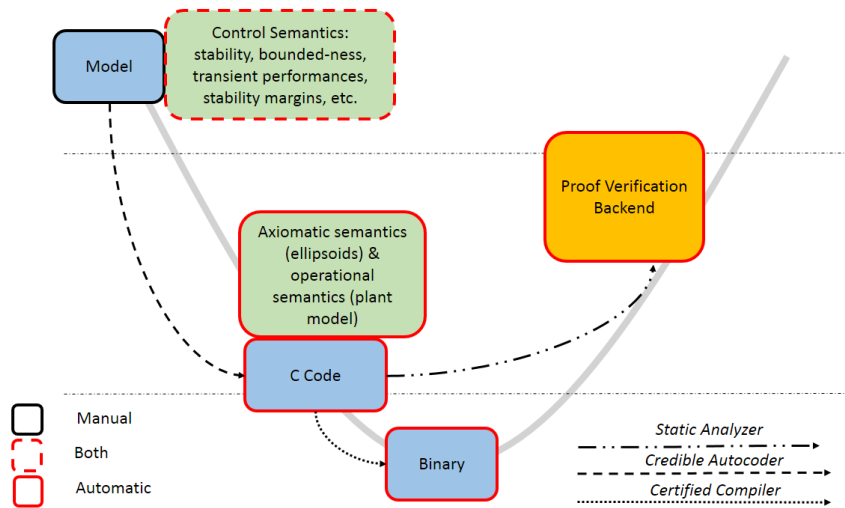 Model
Control Semantics:
stability, bounded-ness,
transient performances,
stability margins, etc.
Proof Verification
Backend
Axiomatic semantics
(ellipsoids) &
operational
semantics (plant
model)
C Code
Binary
Manual
Both
Automatic
Static Analyzer
Credible Autocoder
Certified Compiler